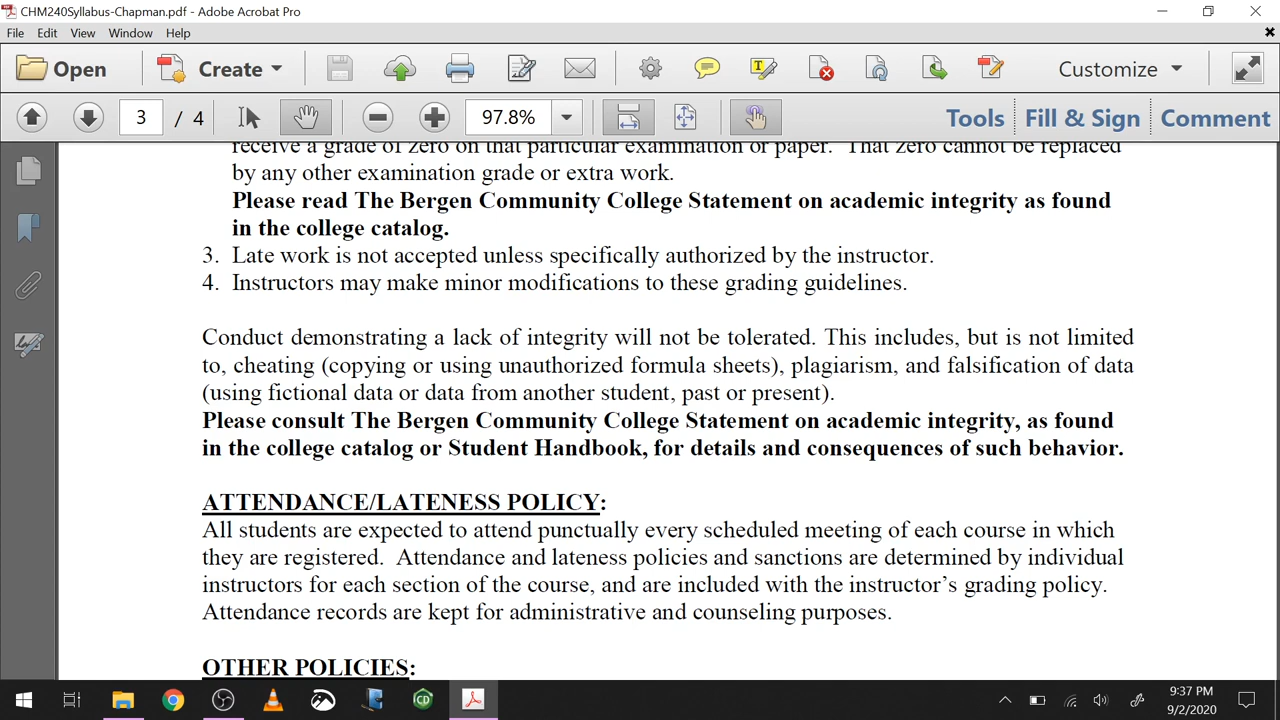 CHM240Syllabus-Chapman.pdf - Adobe Acrobat Pro
File Edit View Window Help
Open Create Customize
3 / 4 97.8% Tools Fill & Sign Comment
receive a grade of zero on that particular examination or paper. That zero cannot be replaced
by any other examination grade or extra work.
Please read The Bergen Community College Statement on academic integrity as found
in the college catalog.
3. Late work is not accepted unless specifically authorized by the instructor.
4. Instructors may make minor modifications to these grading guidelines.
Conduct demonstrating a lack of integrity will not be tolerated. This includes, but is not limited
to, cheating (copying or using unauthorized formula sheets), plagiarism, and falsification of data
(using fictional data or data from another student, past or present).
Please consult The Bergen Community College Statement on academic integrity, as found
in the college catalog or Student Handbook, for details and consequences of such behavior.
ATTENDANCE/LATENESS POLICY:
All students are expected to attend punctually every scheduled meeting of each course in which
they are registered. Attendance and lateness policies and sanctions are determined by individual
instructors for each section of the course, and are included with the instructor's grading policy.
Attendance records are kept for administrative and counseling purposes.
OTHER POLICIES:
CD
9:37 PM
9/2/2020